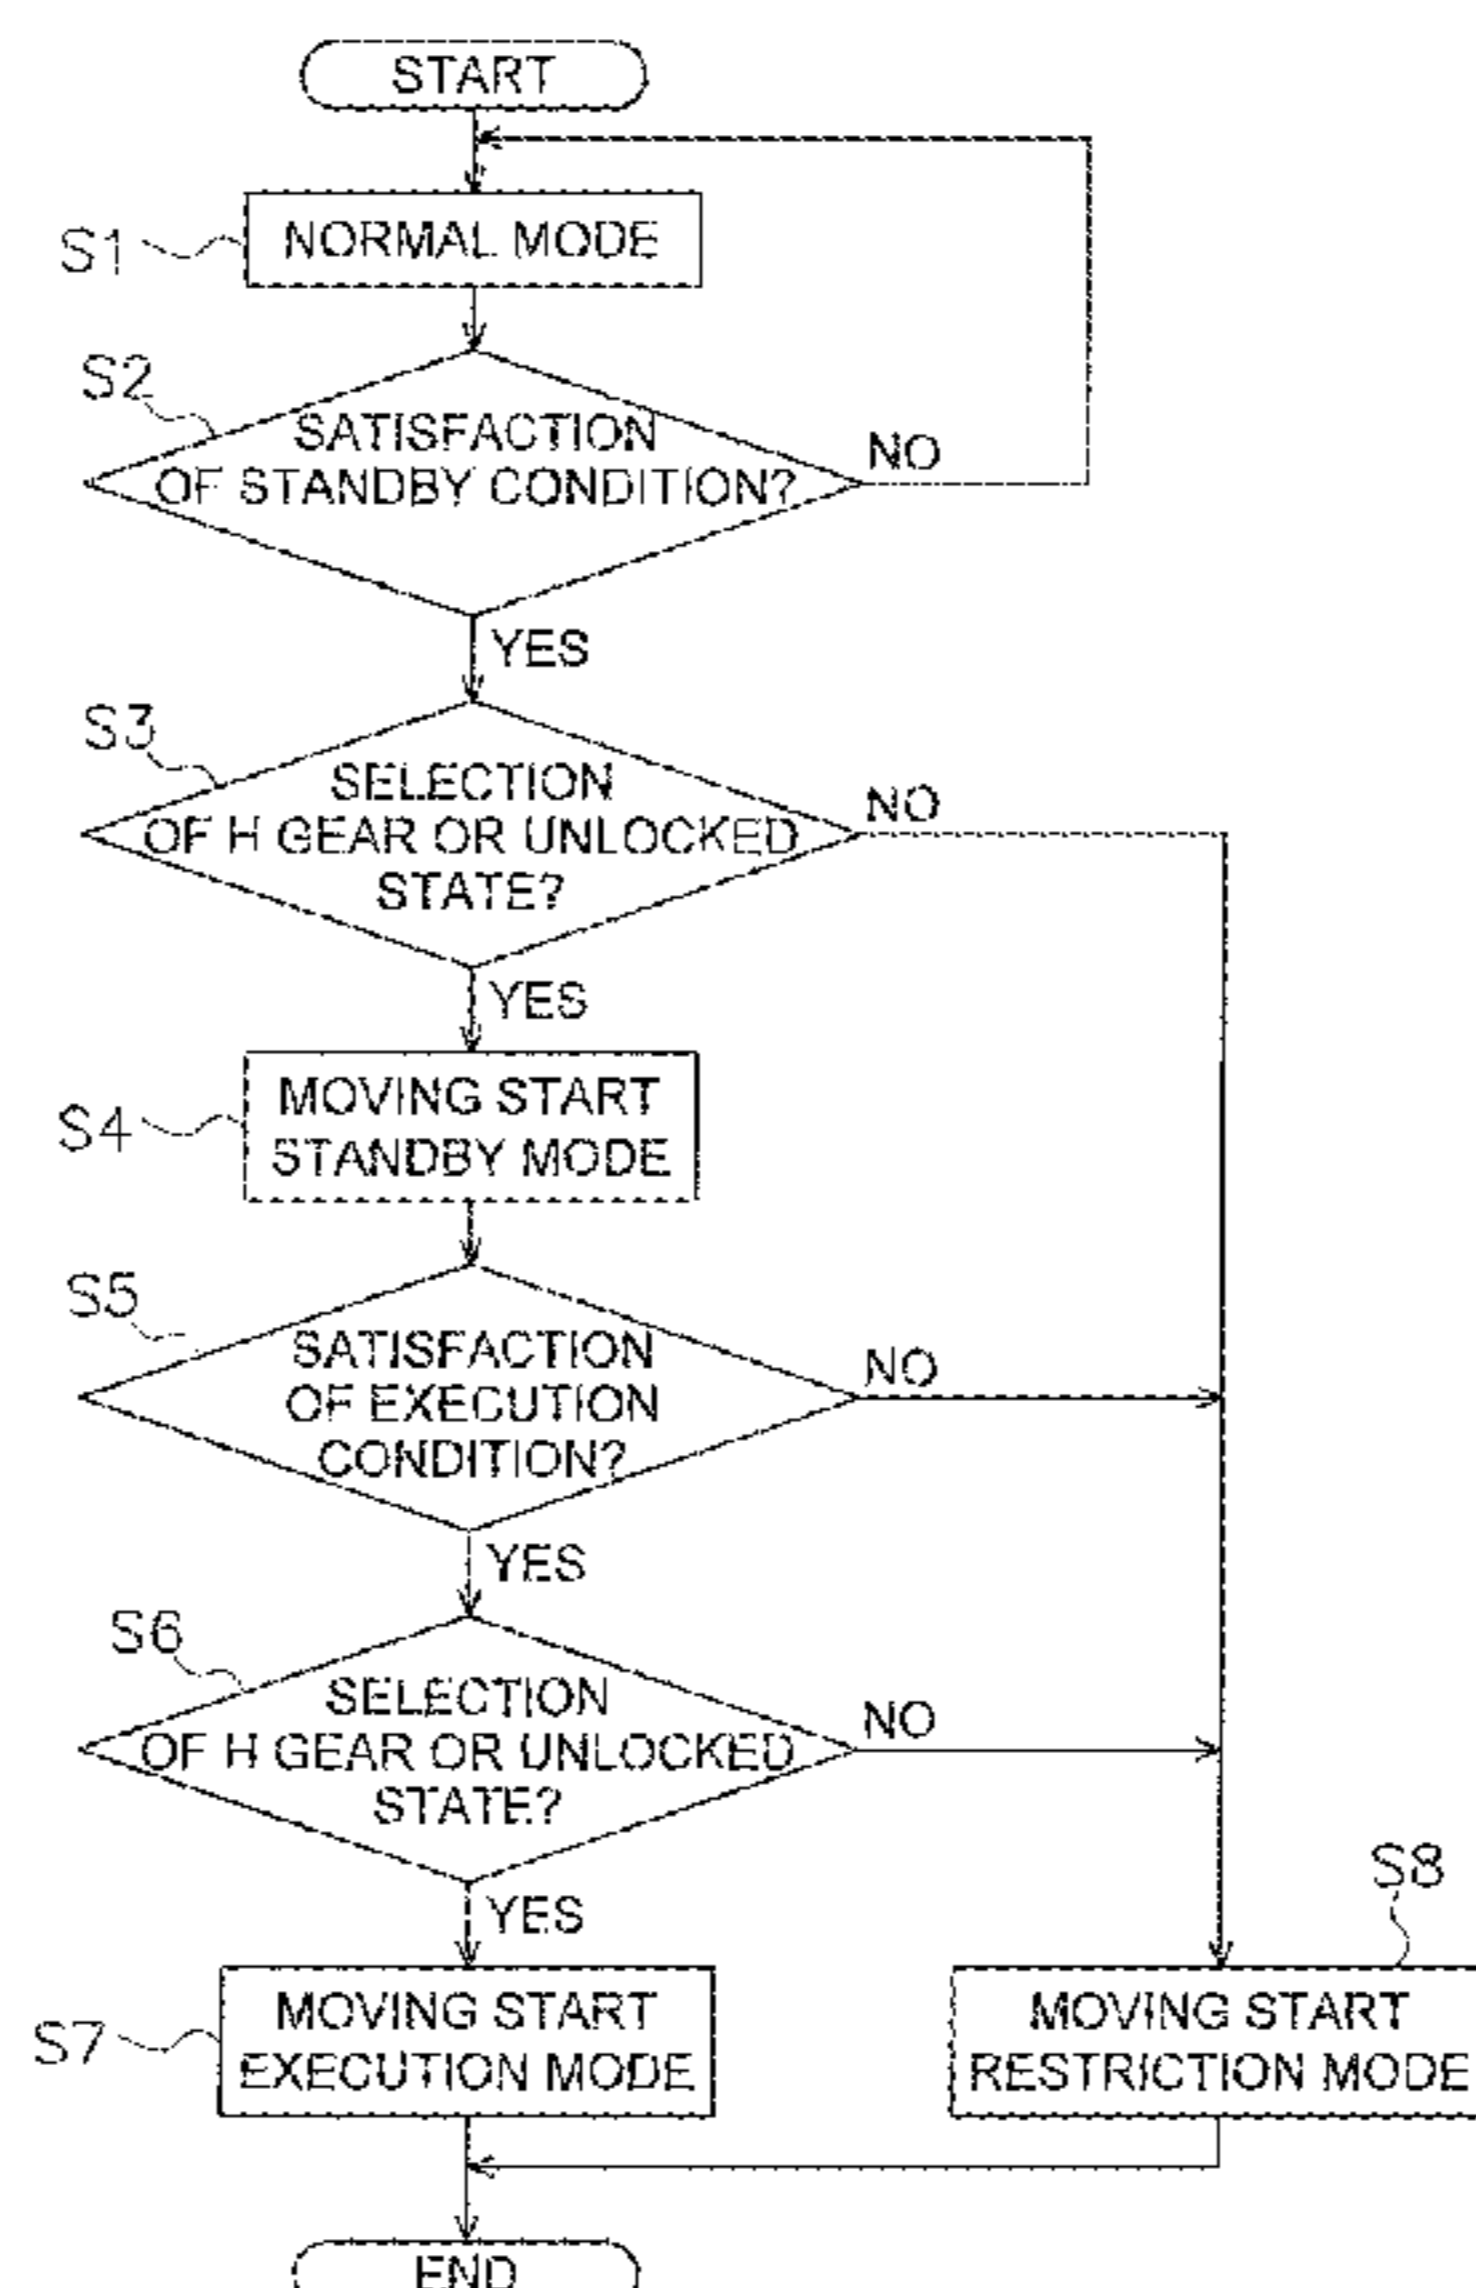 START
S1
NORMAL MODE
S2
SATISFACTION
OF STANDBY CONDITION?
NO
YES
S3
SELECTION
OF H GEAR OR UNLOCKED
STATE?
NO
YES
S4
MOVING START
STANDBY MODE
S5
SATISFACTION
OF EXECUTION
CONDITION?
NO
YES
S6
SELECTION
OF H GEAR OR UNLOCKED
STATE?
NO
YES
S7
MOVING START
EXECUTION MODE
S8
MOVING START
RESTRICTION MODE
END